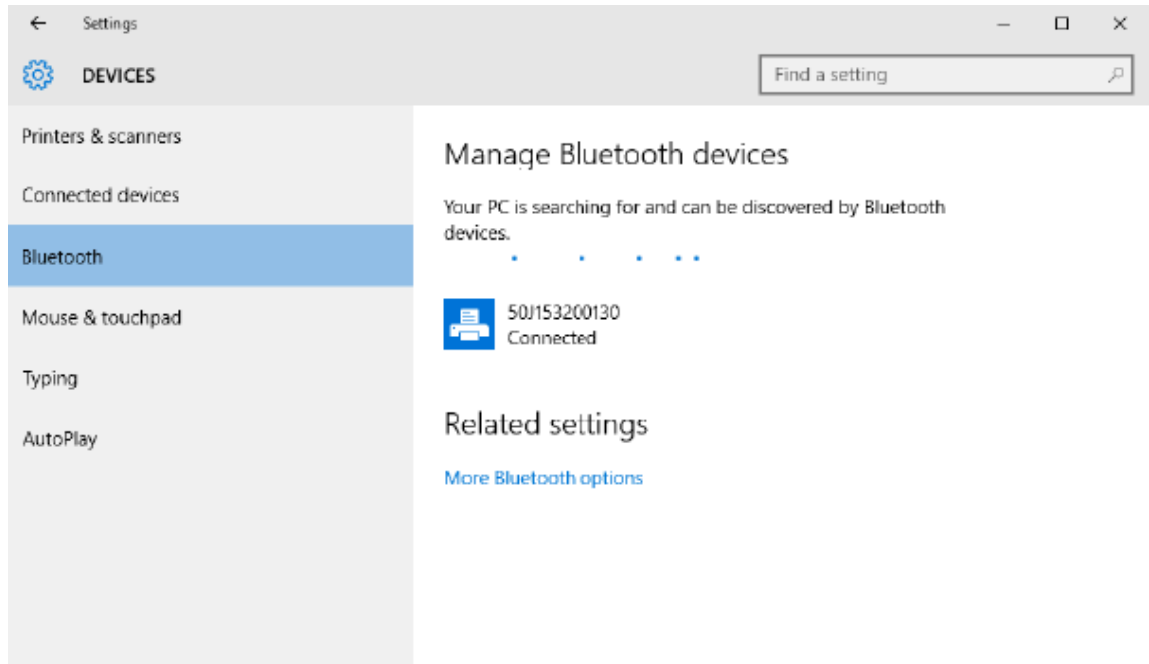 Settings
DEVICES
Find a setting
Printers & scanners
Connected devices
Bluetooth
Mouse & touchpad
Typing
AutoPlay
Manage Bluetooth devices
Your PC is searching for and can be discovered by Bluetooth
devices.
50J153200130
Connected
Related settings
More Bluetooth options